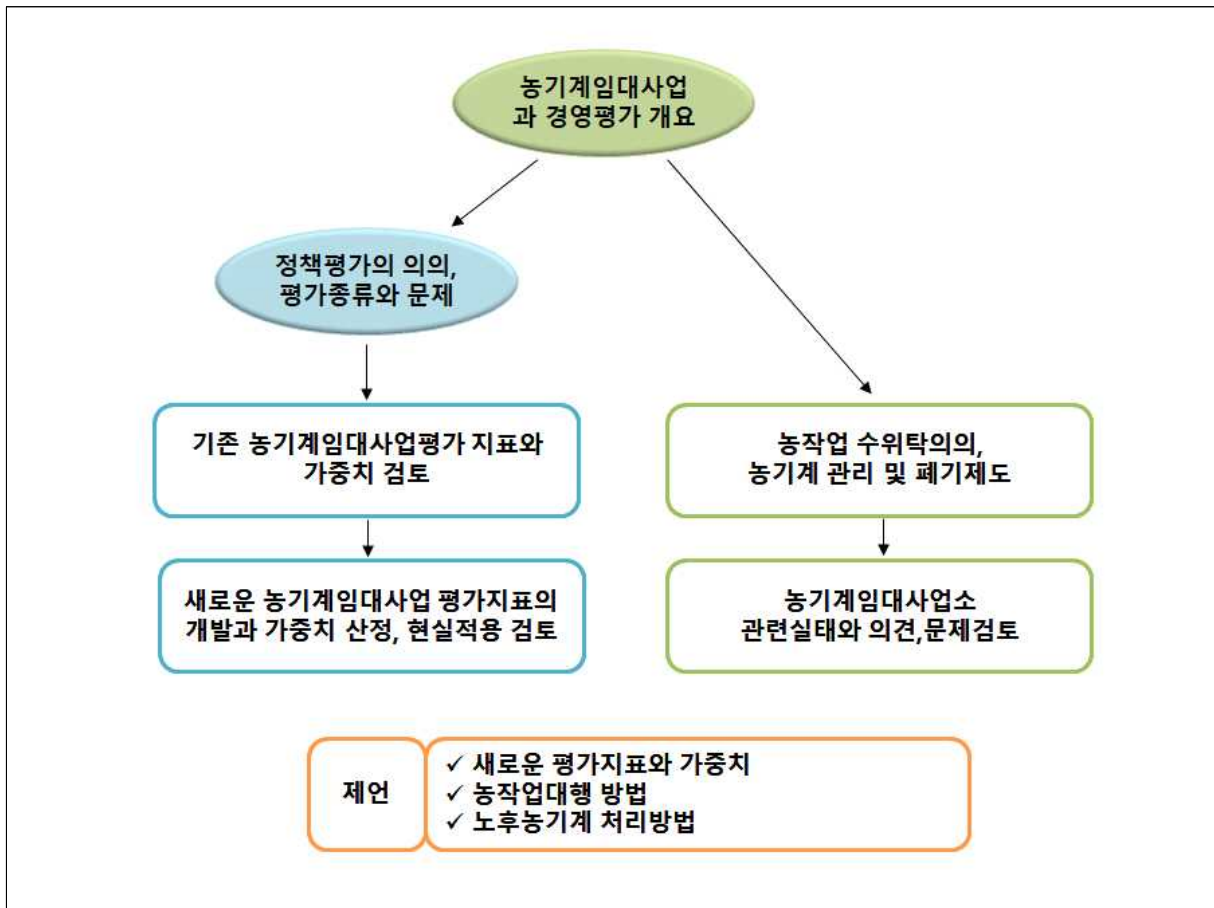 농기계임대사업
과 경영평가 개요
정책평가의 의의,
평가종류와 문제
기존 농기계임대사업평가 지표와
가중치 검토
새로운 농기계임대사업 평가지표의
개발과 가중치 산정, 현실적용 검토
농작업 수위탁의의,
농기계 관리 및 폐기제도
농기계임대사업소
관련실태와 의견,문제검토
제언
✓ 새로운 평가지표와 가중치
✓ 농작업대행 방법
✓ 노후농기계 처리방법